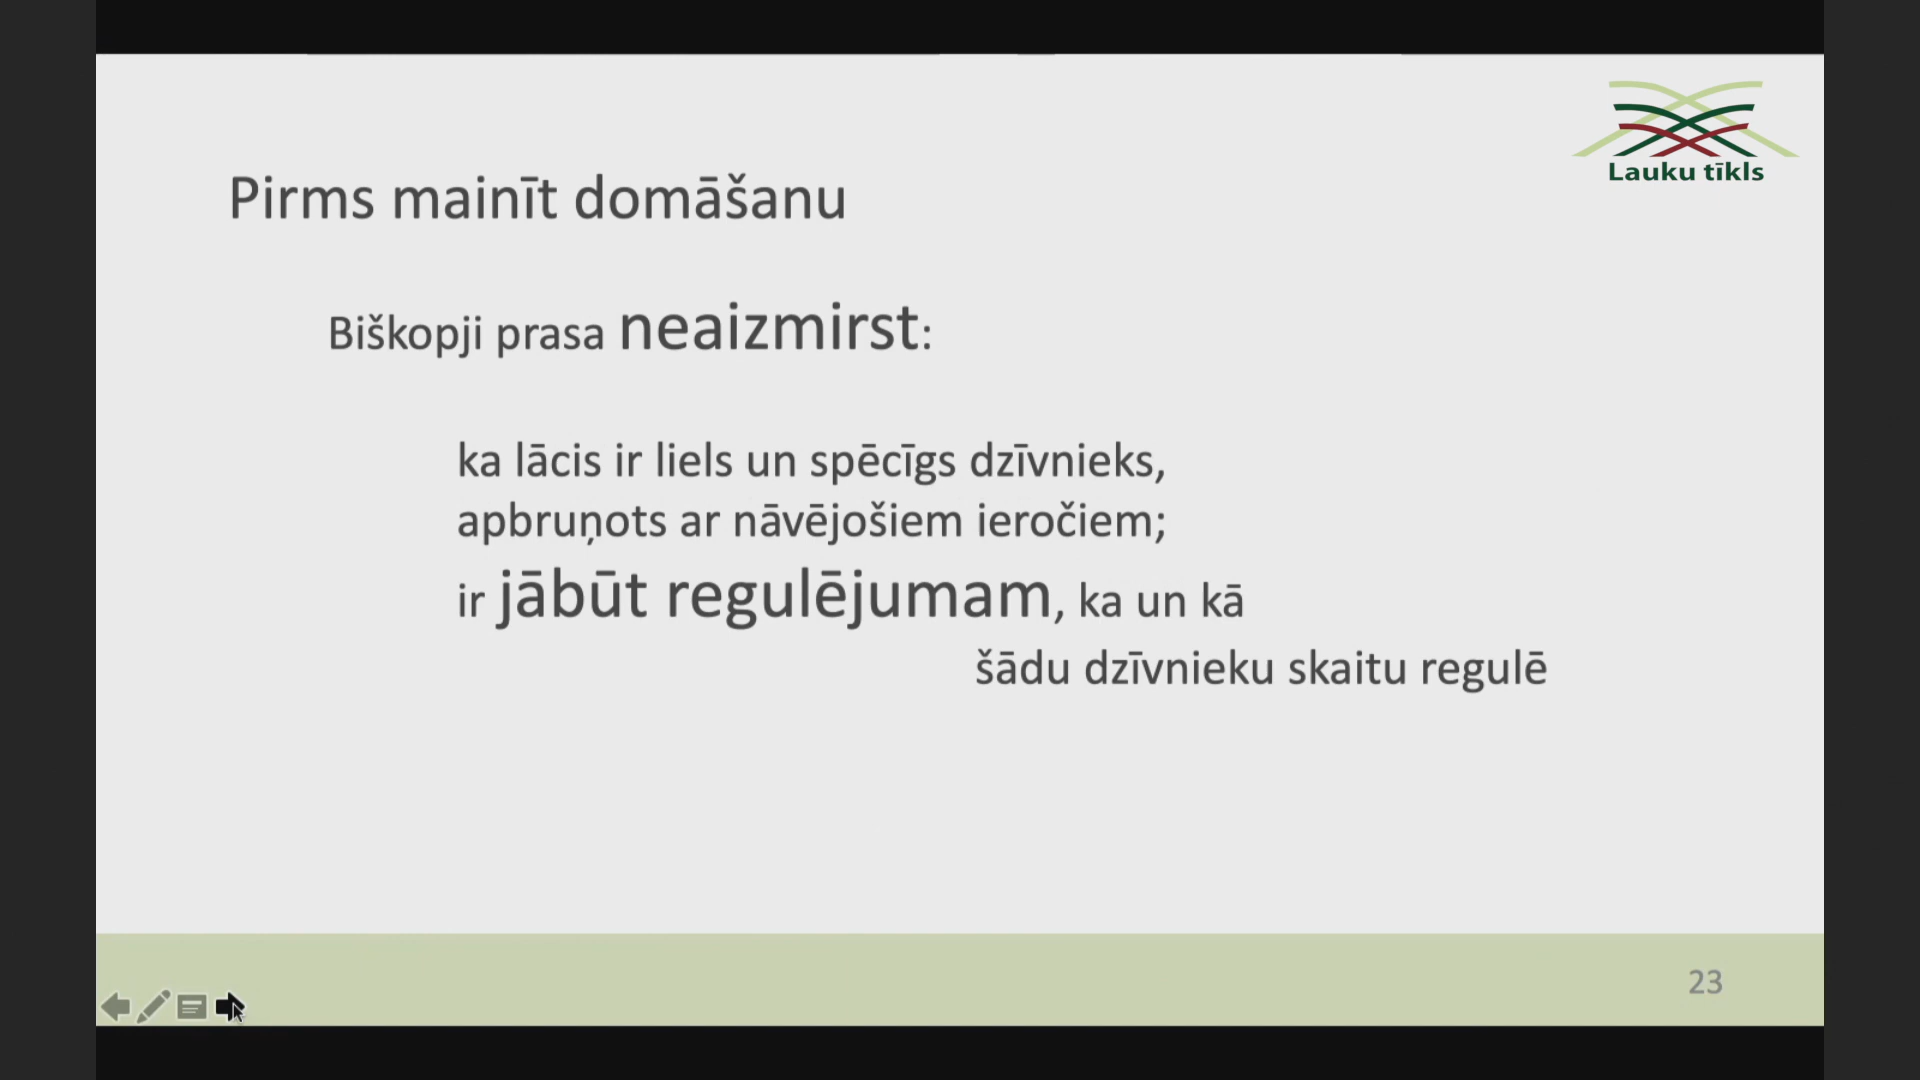 Lauku tīkls
Pirms mainīt domāšanu
Biškopji prasa neaizmirst:
ka lācis ir liels un spēcīgs dzīvnieks,
apbruņots ar nāvējošiem ieročiem;
ir jābūt regulējumam, ka un kā
šādu dzīvnieku skaitu regulē
23